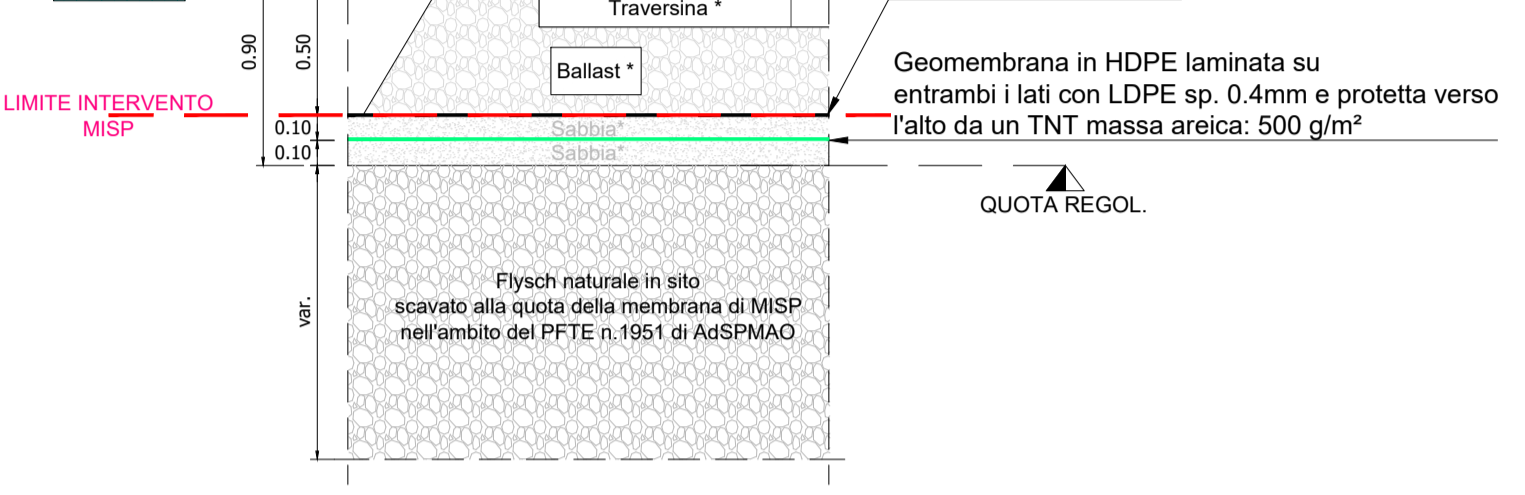 Traversina *
0.90
0.50
Ballast *
Geomembrana in HDPE laminata su
entrambi i lati con LDPE sp. 0.4mm e protetta verso
l'alto da un TNT massa areica: 500 g/m²
LIMITE INTERVENTO
MISP
0.10
Sabbia*
0.10
Sabbia*
QUOTA REGOL.
var.
Flysch naturale in sito
scavato alla quota della membrana di MISP
nell'ambito del PFTE n.1951 di AdSPMAO